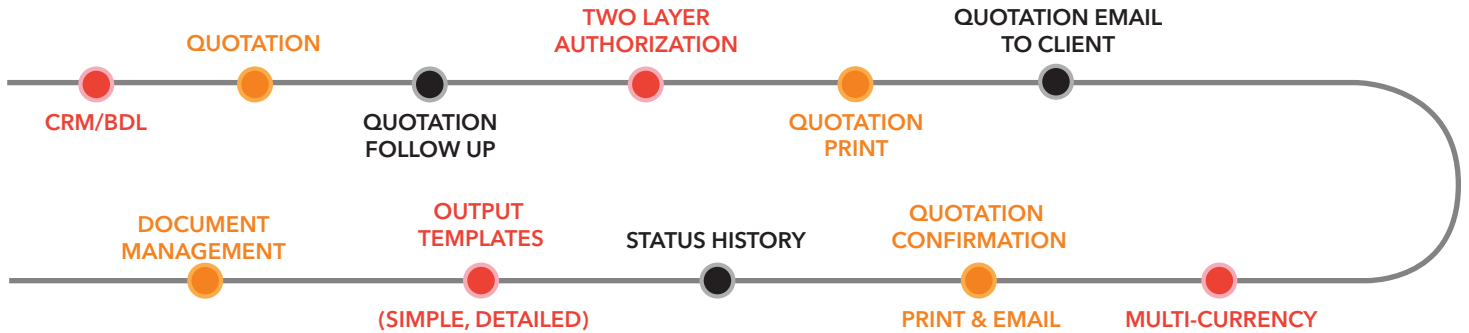 CRM/BDL
QUOTATION
QUOTATION
FOLLOW UP
TWO LAYER
AUTHORIZATION
QUOTATION
PRINT
QUOTATION EMAIL
TO CLIENT
DOCUMENT
MANAGEMENT
OUTPUT
TEMPLATES
(SIMPLE, DETAILED)
STATUS HISTORY
QUOTATION
CONFIRMATION
PRINT & EMAIL
MULTI-CURRENCY